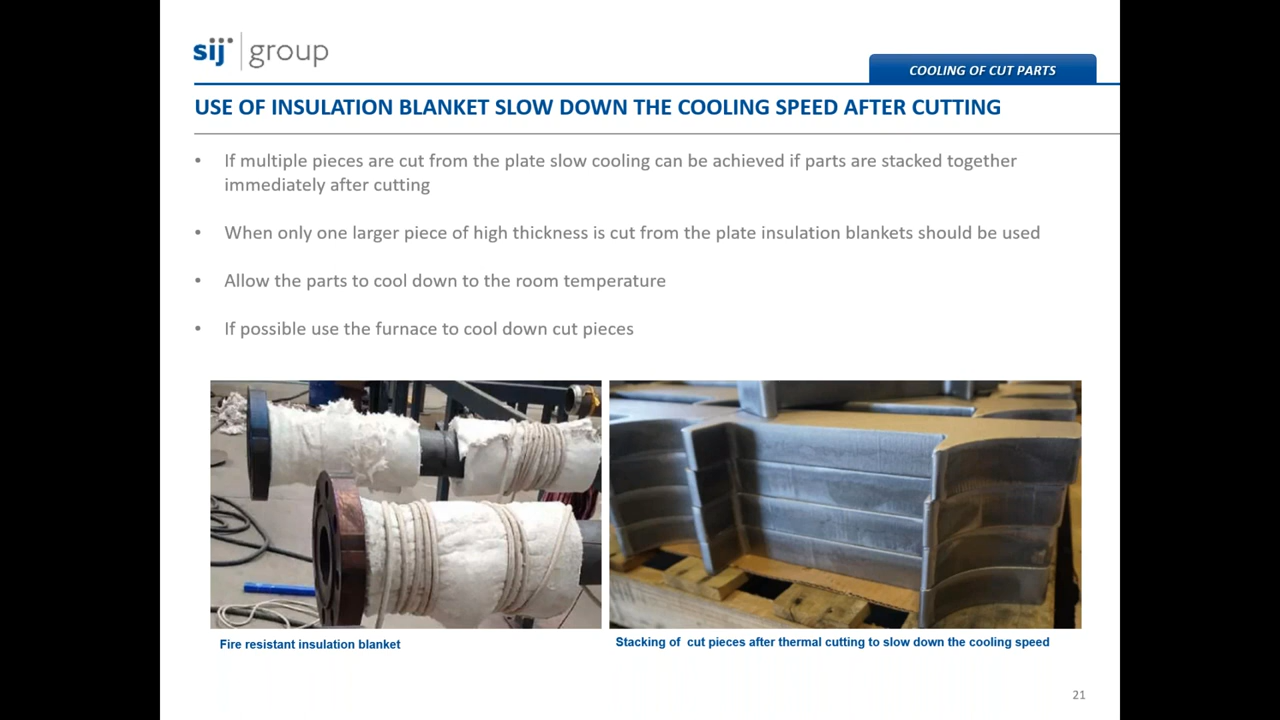 sij group
COOLING OF CUT PARTS
USE OF INSULATION BLANKET SLOW DOWN THE COOLING SPEED AFTER CUTTING
• If multiple pieces are cut from the plate slow cooling can be achieved if parts are stacked together
immediately after cutting
• When only one larger piece of high thickness is cut from the plate insulation blankets should be used
• Allow the parts to cool down to the room temperature
• If possible use the furnace to cool down cut pieces
Fire resistant insulation blanket
Stacking of cut pieces after thermal cutting to slow down the cooling speed
21